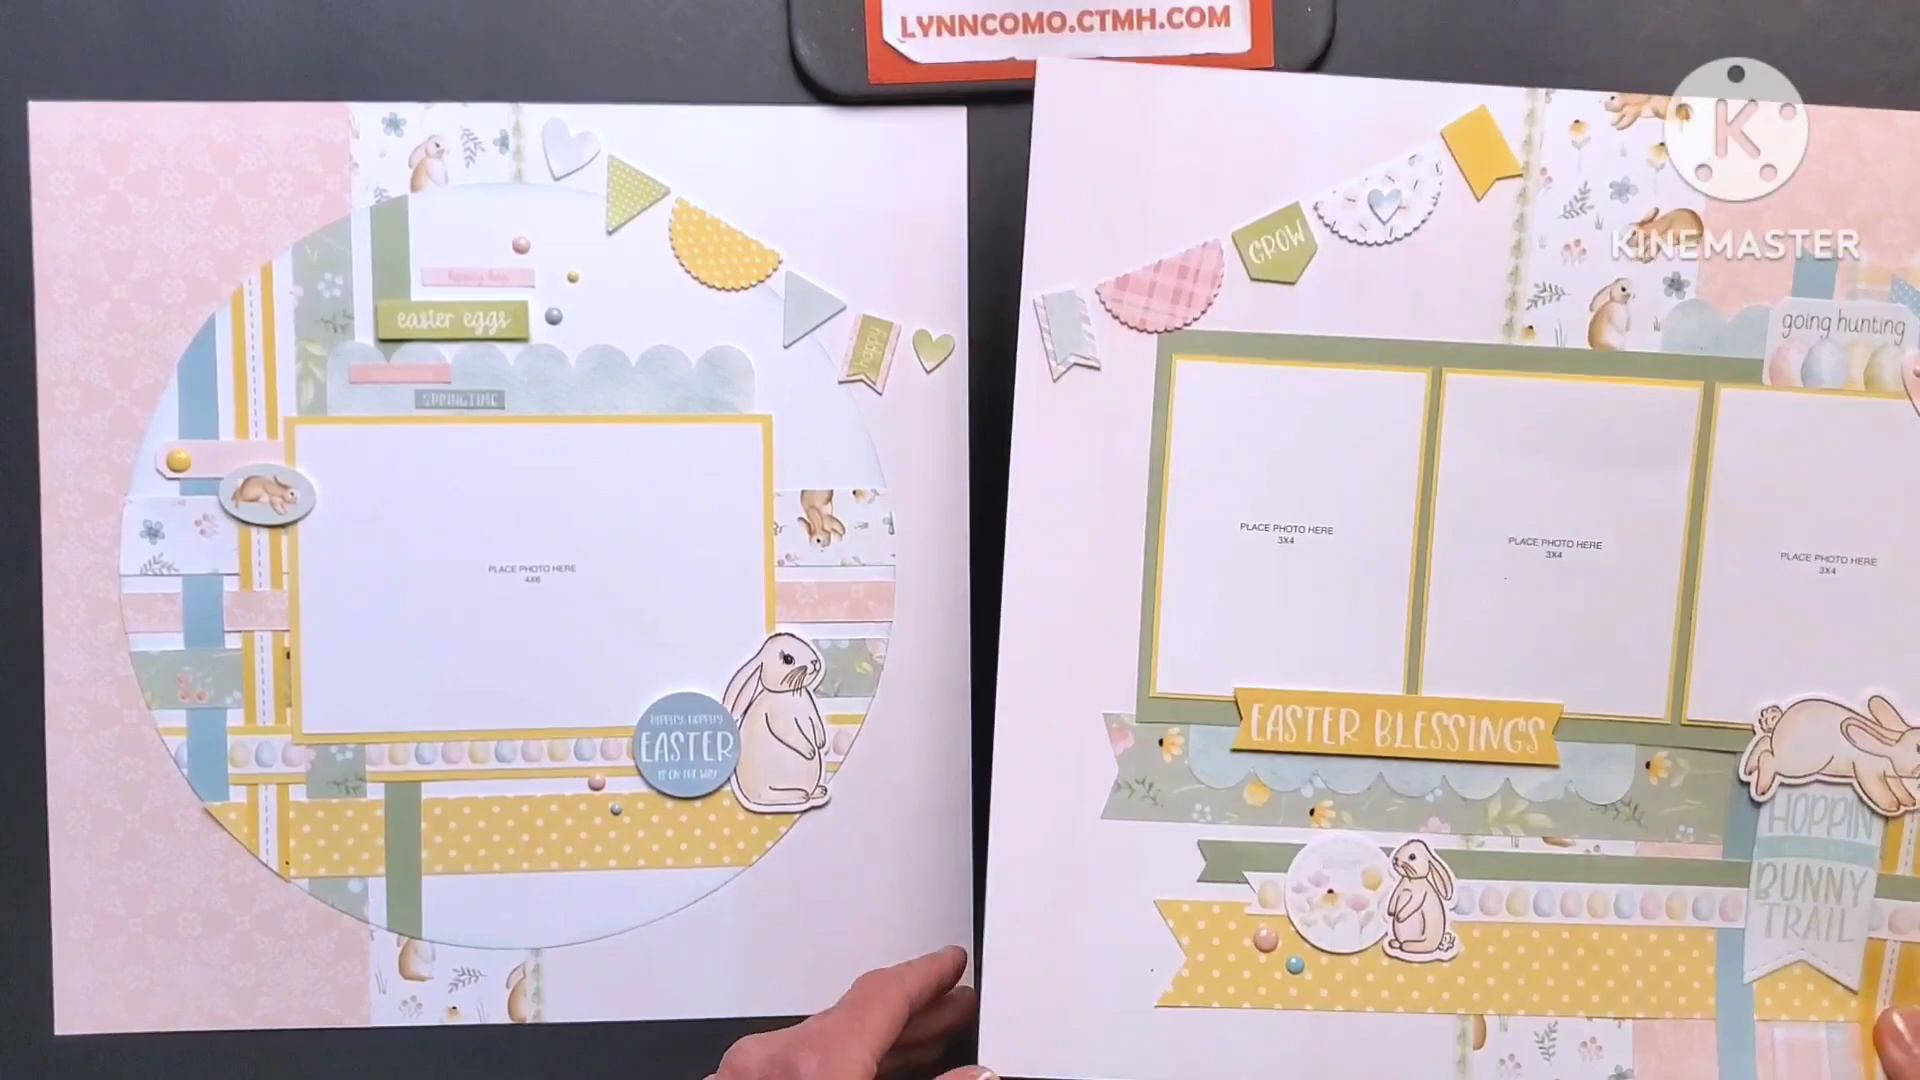 LYNNCOMO.CTMH.COM
KINEMASTER
easter eggs
SPRINGTIME
happy
PLACE PHOTO HERE
4X6
HIPPITY, HOPPITY
EASTER
IS ON THE WAY
GROW
going hunting
PLACE PHOTO HERE
3X4
PLACE PHOTO HERE
3X4
PLACE PHOTO HERE
3X4
EASTER BLESSINGS
HOPPIN
BUNNY
TRAIL